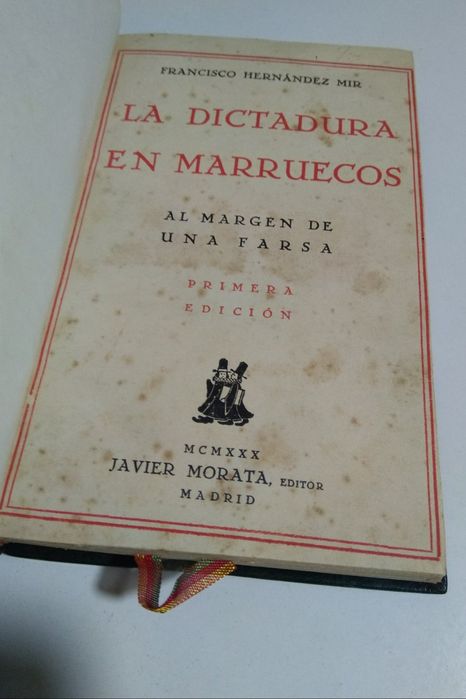 FRANCISCO HERNÁNDEZ MIR
LA DICTADURA
EN MARRUECOS
AL MARGEN DE
UNA FARSA
PRIMERA
EDICIÓN
MCMXXX
JAVIER MORATA, EDITOR
MADRID